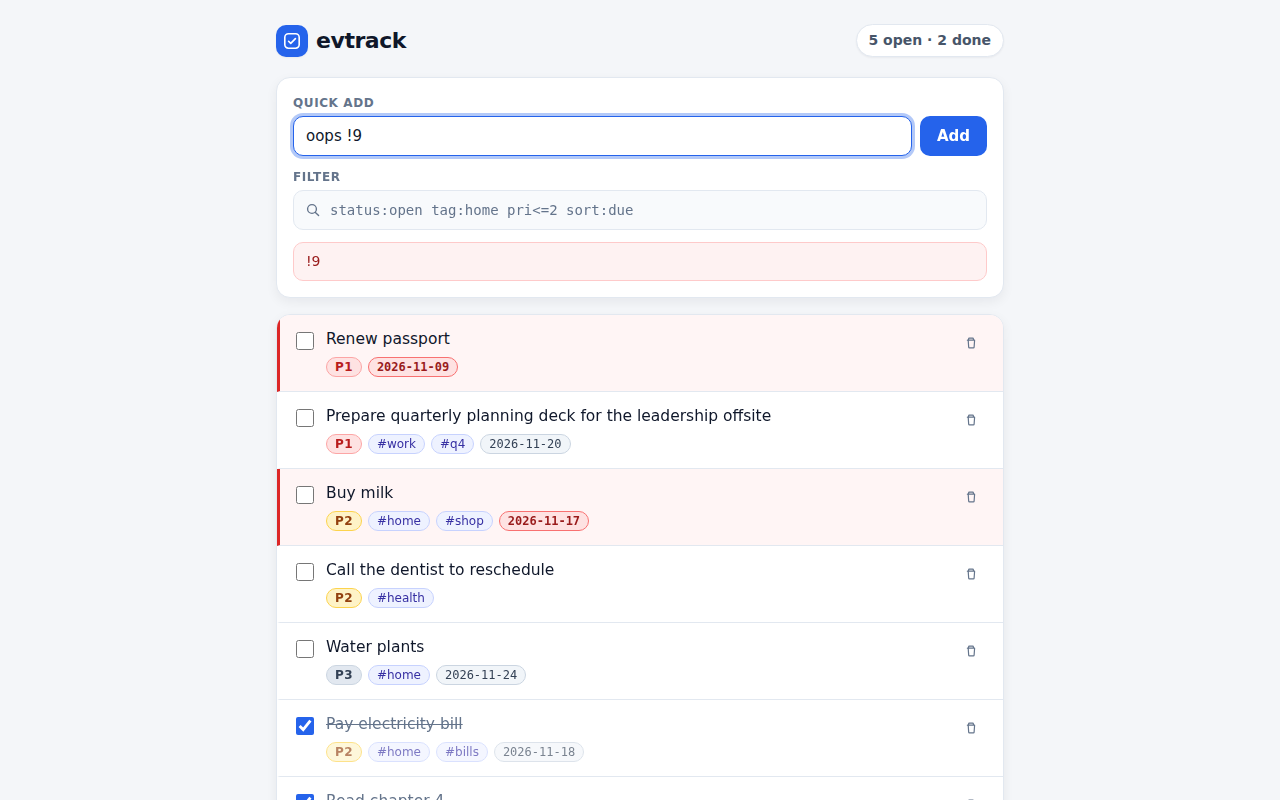 evtrack
5 open · 2 done
QUICK ADD
oops !9
Add
FILTER
status:open tag:home pri<=2 sort:due
!9
Renew passport
P1 2026-11-09
Prepare quarterly planning deck for the leadership offsite
P1 #work #q4 2026-11-20
Buy milk
P2 #home #shop 2026-11-17
Call the dentist to reschedule
P2 #health
Water plants
P3 #home 2026-11-24
Pay electricity bill
P2 #home #bills 2026-11-18
Read chapter 4